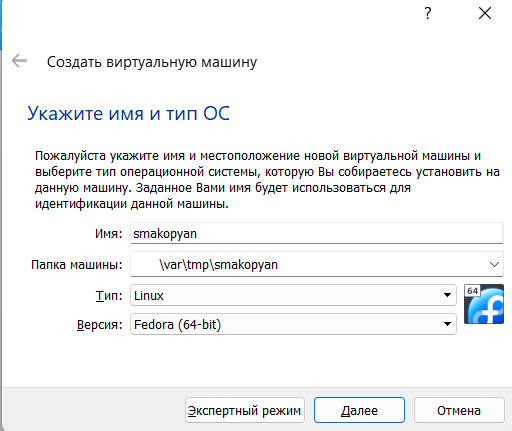 ?
Создать виртуальную машину
Укажите имя и тип ОС
Пожалуйста укажите имя и местоположение новой виртуальной машины и
выберите тип операционной системы, которую Вы собираетесь установить на
данную машину. Заданное Вами имя будет использоваться для
идентификации данной машины.
Имя: smakopyan
Папка машины: \var\tmp\smakopyan
Тип: Linux
64
Версия: Fedora (64-bit)
Экспертный режим Далее Отмена